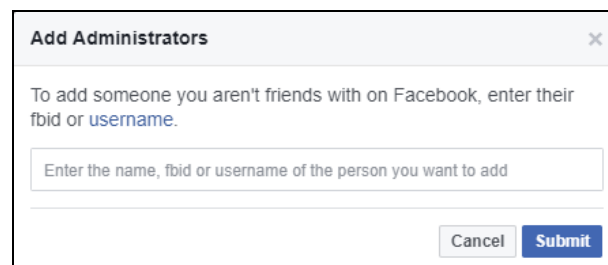 Add Administrators ×
To add someone you aren't friends with on Facebook, enter their
fbid or username.
Enter the name, fbid or username of the person you want to add
Cancel Submit